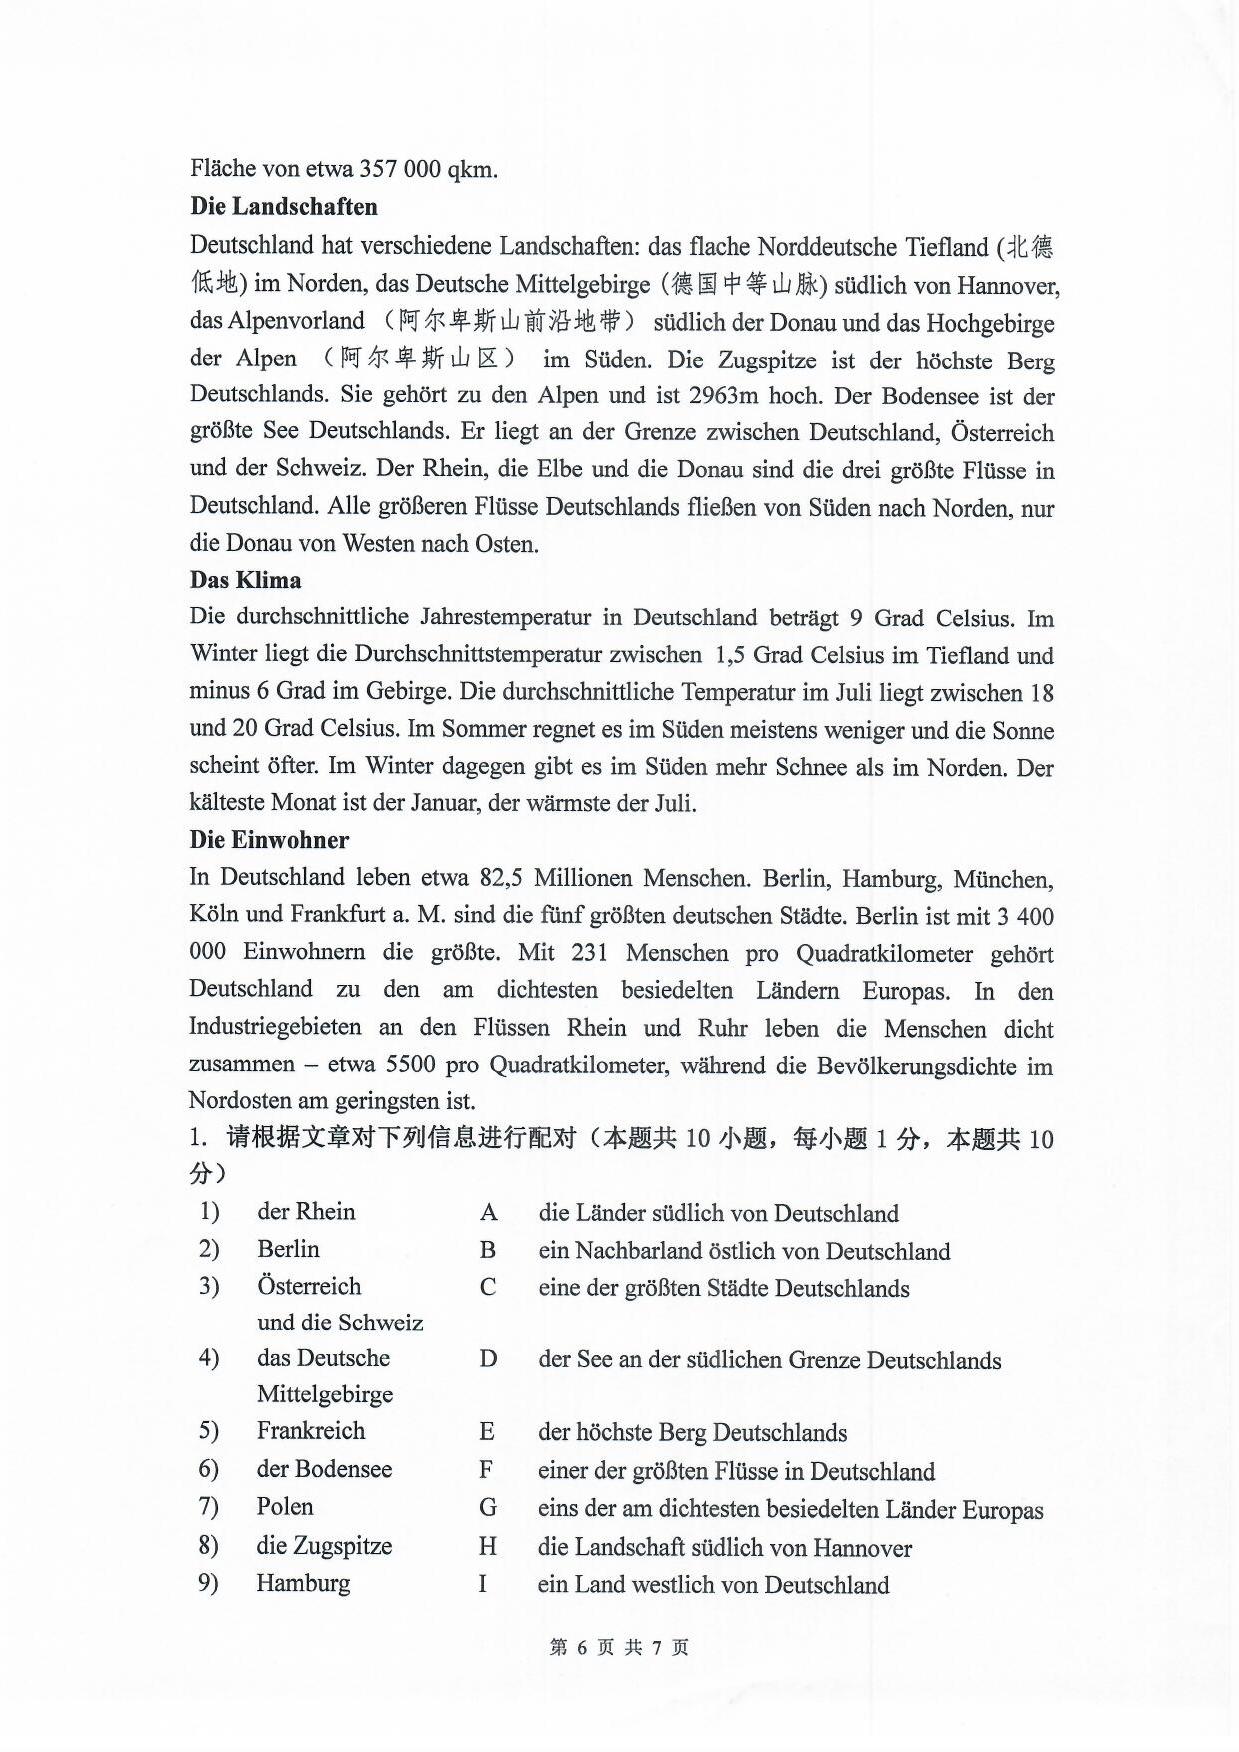 Fläche von etwa 357 000 qkm.
Die Landschaften
Deutschland hat verschiedene Landschaften: das flache Norddeutsche Tiefland (北德
低地) im Norden, das Deutsche Mittelgebirge (德国中等山脉) südlich von Hannover,
das Alpenvorland （阿尔卑斯山前沿地带） südlich der Donau und das Hochgebirge
der Alpen （阿尔卑斯山区） im Süden. Die Zugspitze ist der höchste Berg
Deutschlands. Sie gehört zu den Alpen und ist 2963m hoch. Der Bodensee ist der
größte See Deutschlands. Er liegt an der Grenze zwischen Deutschland, Österreich
und der Schweiz. Der Rhein, die Elbe und die Donau sind die drei größte Flüsse in
Deutschland. Alle größeren Flüsse Deutschlands fließen von Süden nach Norden, nur
die Donau von Westen nach Osten.
Das Klima
Die durchschnittliche Jahrestemperatur in Deutschland beträgt 9 Grad Celsius. Im
Winter liegt die Durchschnittstemperatur zwischen 1,5 Grad Celsius im Tiefland und
minus 6 Grad im Gebirge. Die durchschnittliche Temperatur im Juli liegt zwischen 18
und 20 Grad Celsius. Im Sommer regnet es im Süden meistens weniger und die Sonne
scheint öfter. Im Winter dagegen gibt es im Süden mehr Schnee als im Norden. Der
kälteste Monat ist der Januar, der wärmste der Juli.
Die Einwohner
In Deutschland leben etwa 82,5 Millionen Menschen. Berlin, Hamburg, München,
Köln und Frankfurt a. M. sind die fünf größten deutschen Städte. Berlin ist mit 3 400
000 Einwohnern die größte. Mit 231 Menschen pro Quadratkilometer gehört
Deutschland zu den am dichtesten besiedelten Ländern Europas. In den
Industriegebieten an den Flüssen Rhein und Ruhr leben die Menschen dicht
zusammen – etwa 5500 pro Quadratkilometer, während die Bevölkerungsdichte im
Nordosten am geringsten ist.
1. 请根据文章对下列信息进行配对（本题共 10 小题，每小题 1 分，本题共 10
分）
1) der Rhein A die Länder südlich von Deutschland
2) Berlin B ein Nachbarland östlich von Deutschland
3) Österreich C eine der größten Städte Deutschlands
und die Schweiz
4) das Deutsche D der See an der südlichen Grenze Deutschlands
Mittelgebirge
5) Frankreich E der höchste Berg Deutschlands
6) der Bodensee F einer der größten Flüsse in Deutschland
7) Polen G eins der am dichtesten besiedelten Länder Europas
8) die Zugspitze H die Landschaft südlich von Hannover
9) Hamburg I ein Land westlich von Deutschland
第 6 页 共 7 页